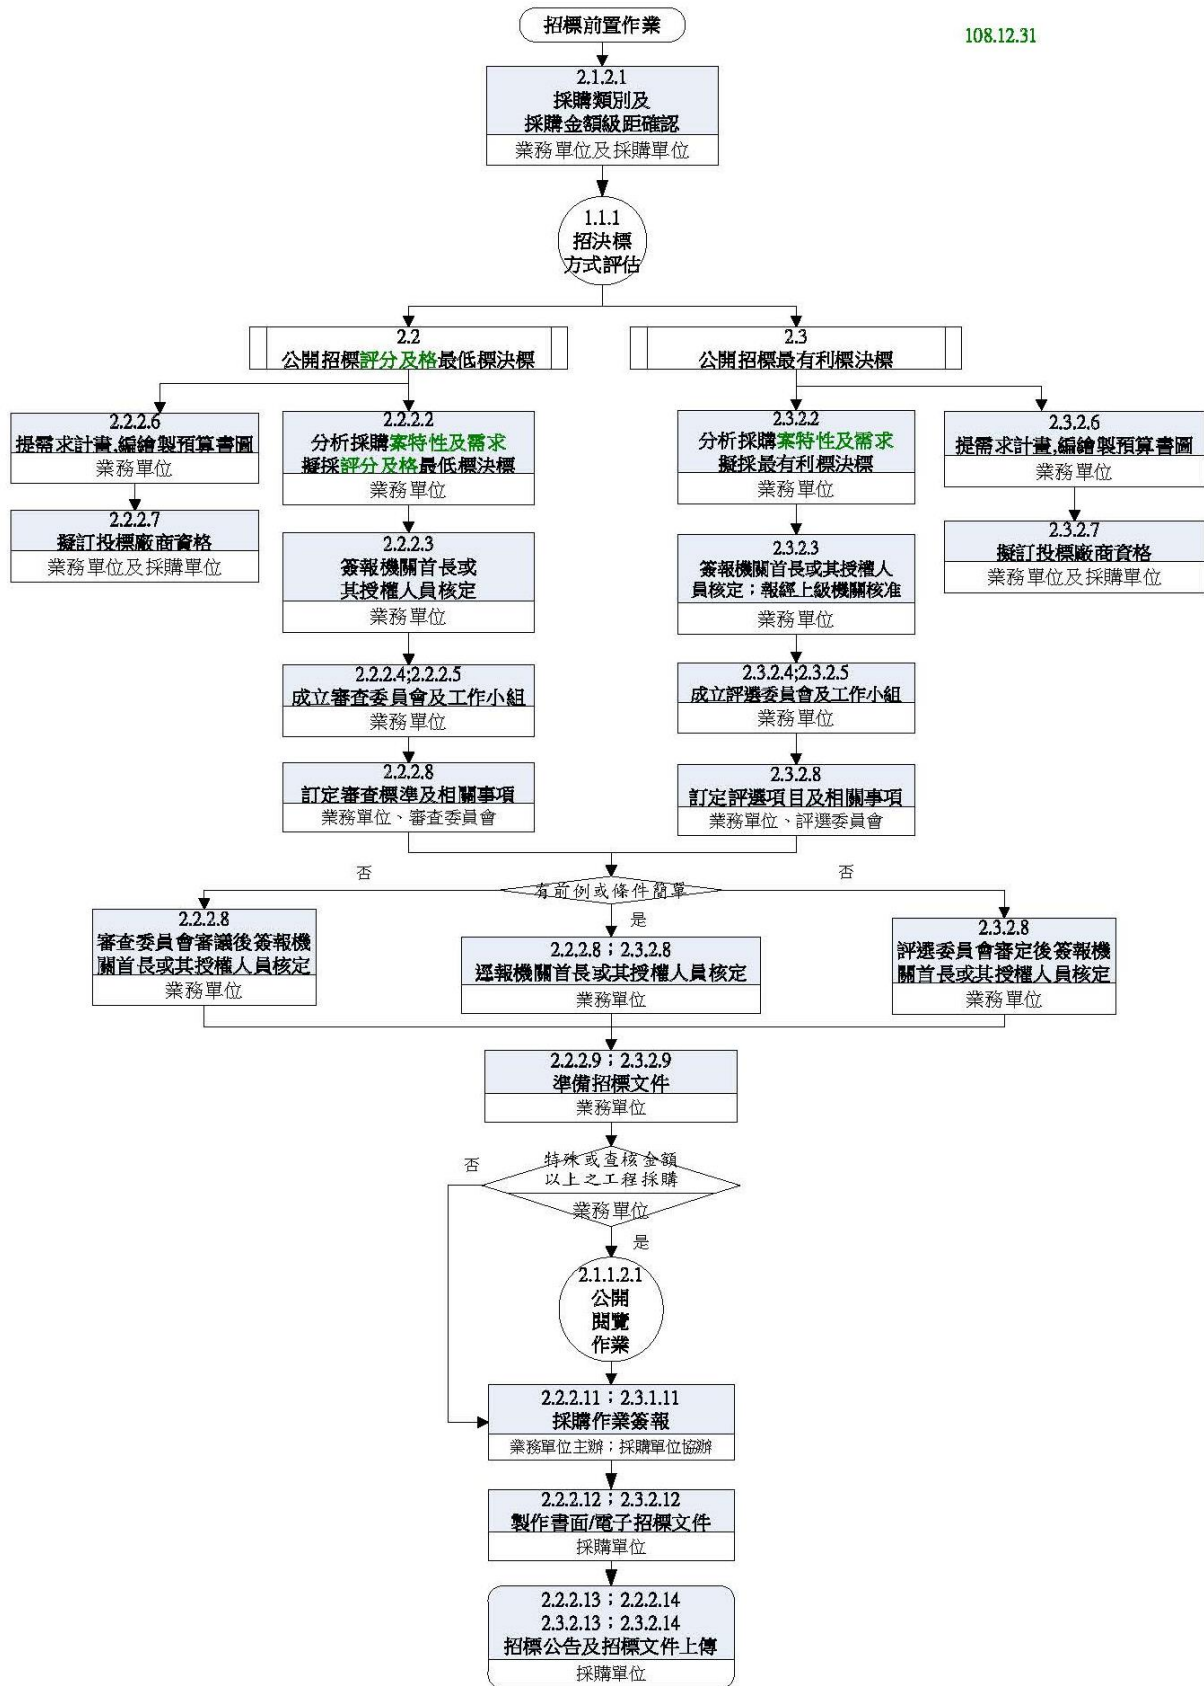 招標前置作業
108.12.31
2.1.2.1
採購類別及
採購金額級距確認
業務單位及採購單位
1.1.1
招決標
方式評估
2.2
公開招標評分及格最低標決標
2.3
公開招標最有利標決標
2.2.2.6
提需求計畫,編繪製預算書圖
業務單位
2.2.2.2
分析採購案特性及需求
擬採評分及格最低標決標
業務單位
2.3.2.2
分析採購案特性及需求
擬採最有利標決標
業務單位
2.3.2.6
提需求計畫,編繪製預算書圖
業務單位
2.2.2.7
擬訂投標廠商資格
業務單位及採購單位
2.2.2.3
簽報機關首長或
其授權人員核定
業務單位
2.3.2.3
簽報機關首長或其授權人
員核定；報經上級機關核准
業務單位
2.3.2.7
擬訂投標廠商資格
業務單位及採購單位
2.2.2.4;2.2.2.5
成立審查委員會及工作小組
業務單位
2.3.2.4;2.3.2.5
成立評選委員會及工作小組
業務單位
2.2.2.8
訂定審查標準及相關事項
業務單位、審查委員會
2.3.2.8
訂定評選項目及相關事項
業務單位、評選委員會
否
有前例或條件簡單
否
是
2.2.2.8
審查委員會審議後簽報機
關首長或其授權人員核定
業務單位
2.2.2.8；2.3.2.8
逕報機關首長或其授權人員核定
業務單位
2.3.2.8
評選委員會審定後簽報機
關首長或其授權人員核定
業務單位
2.2.2.9；2.3.2.9
準備招標文件
業務單位
否
特殊或查核金額
以上之工程採購
業務單位
是
2.1.1.2.1
公開
閱覽
作業
2.2.2.11；2.3.1.11
採購作業簽報
業務單位主辦；採購單位協辦
2.2.2.12；2.3.2.12
製作書面/電子招標文件
採購單位
2.2.2.13；2.2.2.14
2.3.2.13；2.3.2.14
招標公告及招標文件上傳
採購單位